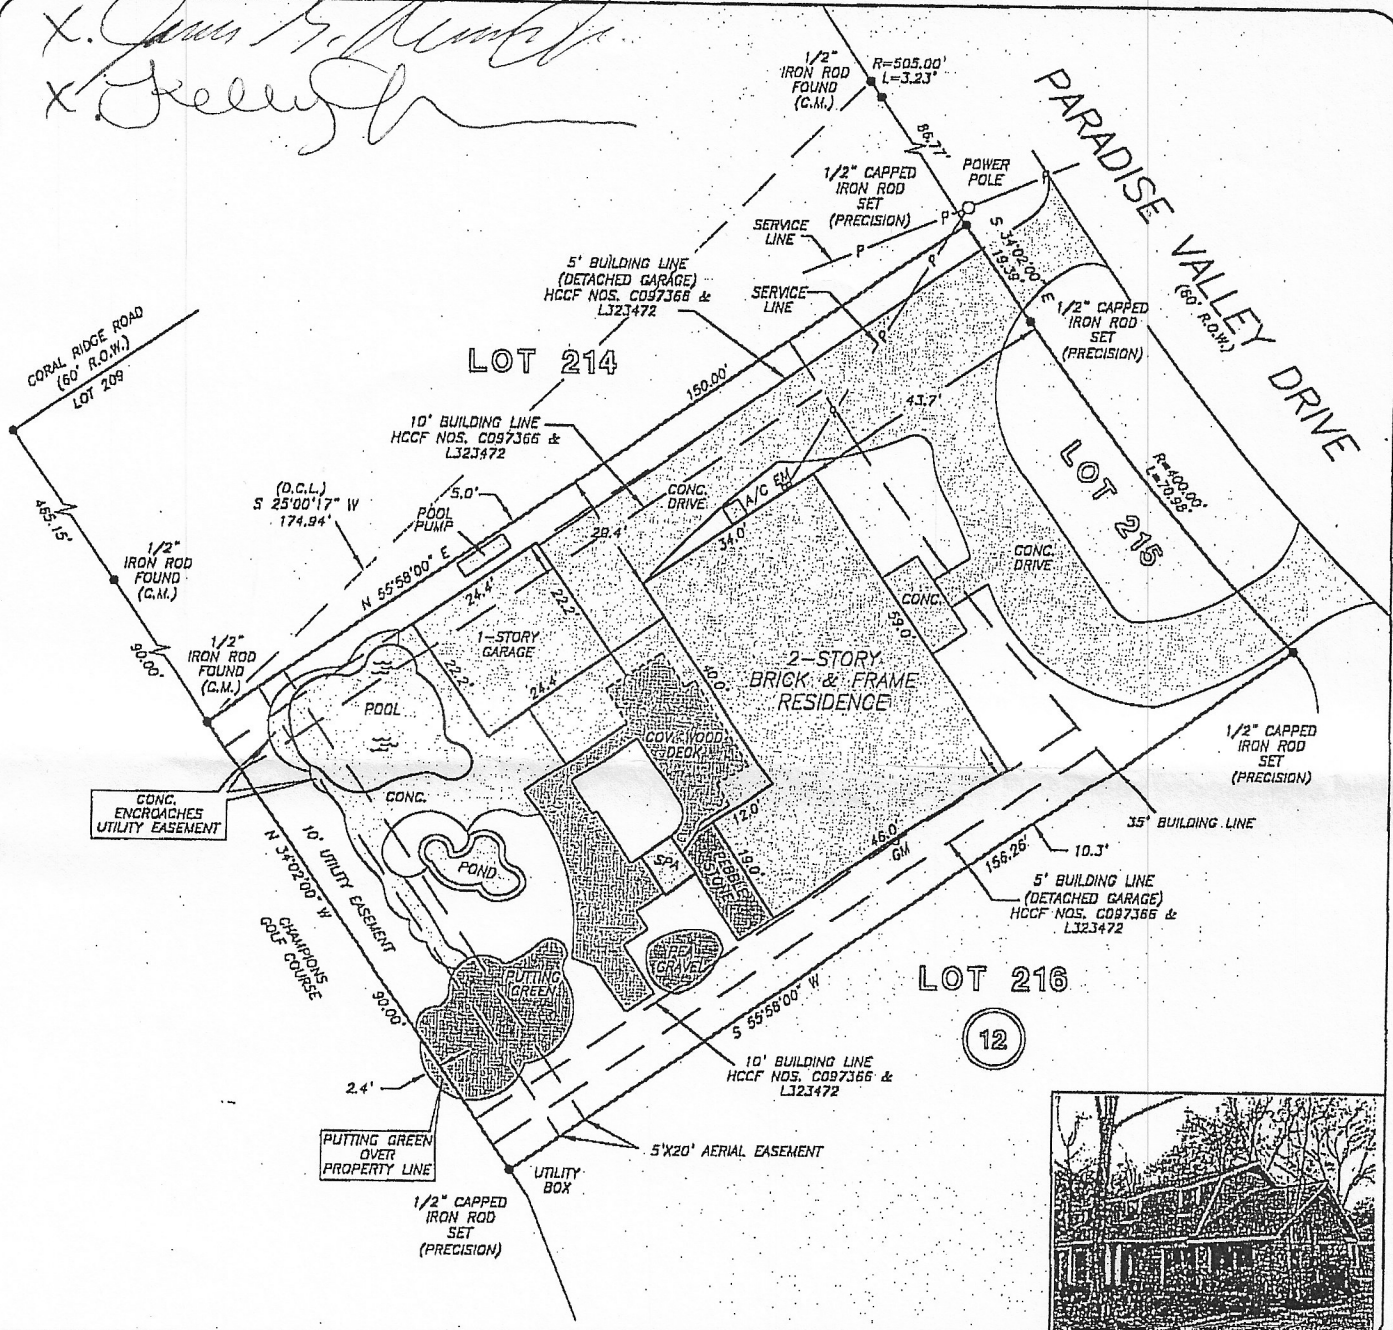 X.
X. Kelly
1/2"
IRON ROD
FOUND
(C.M.)
R=505.00'
L=3.23'
86.77'
PARADISE VALLEY DRIVE
(60' R.O.W.)
POWER
POLE
1/2" CAPPED
IRON ROD
SET
(PRECISION)
SERVICE
LINE
P
P
P
P
P
S 34°02'00" E
19.39'
5' BUILDING LINE
(DETACHED GARAGE)
HCCF NOS. C097366 &
L323472
SERVICE
LINE
1/2" CAPPED
IRON ROD
SET
(PRECISION)
CORAL RIDGE ROAD
(60' R.O.W.)
LOT 209
LOT 214
150.00'
43.7'
10' BUILDING LINE
HCCF NOS. C097366 &
L323472
LOT 215
R=400.00'
L=70.98'
465.15'
(D.C.L.)
S 25°00'17" W
174.94'
5.0'
POOL
PUMP
CONC.
DRIVE
A/C EM
29.4'
34.0'
N 55°58'00" E
1/2"
IRON ROD
FOUND
(C.M.)
24.4'
22.2'
CONC.
DRIVE
CONC.
59.0'
90.00'
1/2"
IRON ROD
FOUND
(C.M.)
1-STORY
GARAGE
22.2'
24.4'
40.0'
2-STORY
BRICK & FRAME
RESIDENCE
POOL
COV. WOOD
DECK
1/2" CAPPED
IRON ROD
SET
(PRECISION)
CONC.
ENCROACHES
UTILITY EASEMENT
CONC.
12.0'
35' BUILDING LINE
N 34°02'00" W
10' UTILITY EASEMENT
POND
SPA
PEBBLE
STONE
19.0'
46.0'
GM
156.26'
10.3'
5' BUILDING LINE
(DETACHED GARAGE)
HCCF NOS. C097366 &
L323472
CHAMPIONS
GOLF COURSE
PEA
GRAVEL
PUTTING
GREEN
90.00'
S 55°58'00" W
LOT 216
12
10' BUILDING LINE
HCCF NOS. C097366 &
L323472
2.4'
PUTTING GREEN
OVER
PROPERTY LINE
5'X20' AERIAL EASEMENT
UTILITY
BOX
1/2" CAPPED
IRON ROD
SET
(PRECISION)